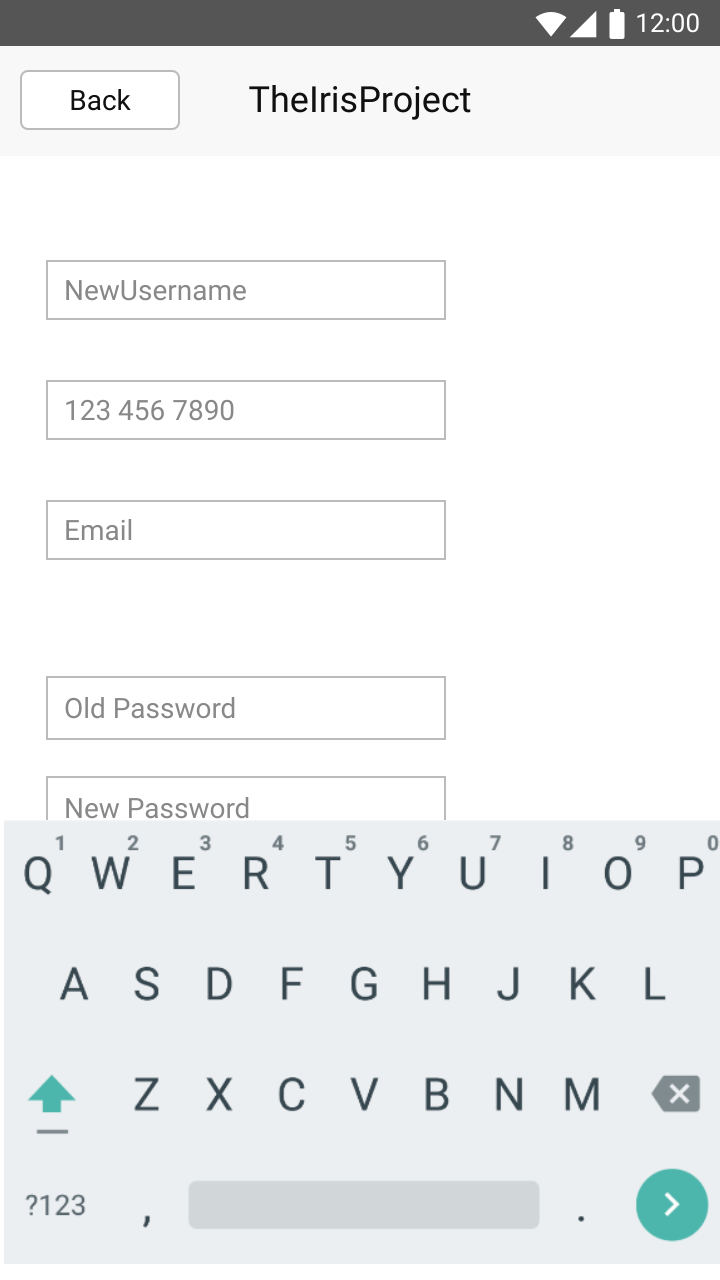 12:00
Back TheIrisProject
NewUsername
123 456 7890
Email
Old Password
New Password
1 2 3 4 5 6 7 8 9 0
Q W E R T Y U I O P
A S D F G H J K L
Z X C V B N M
?123 , .